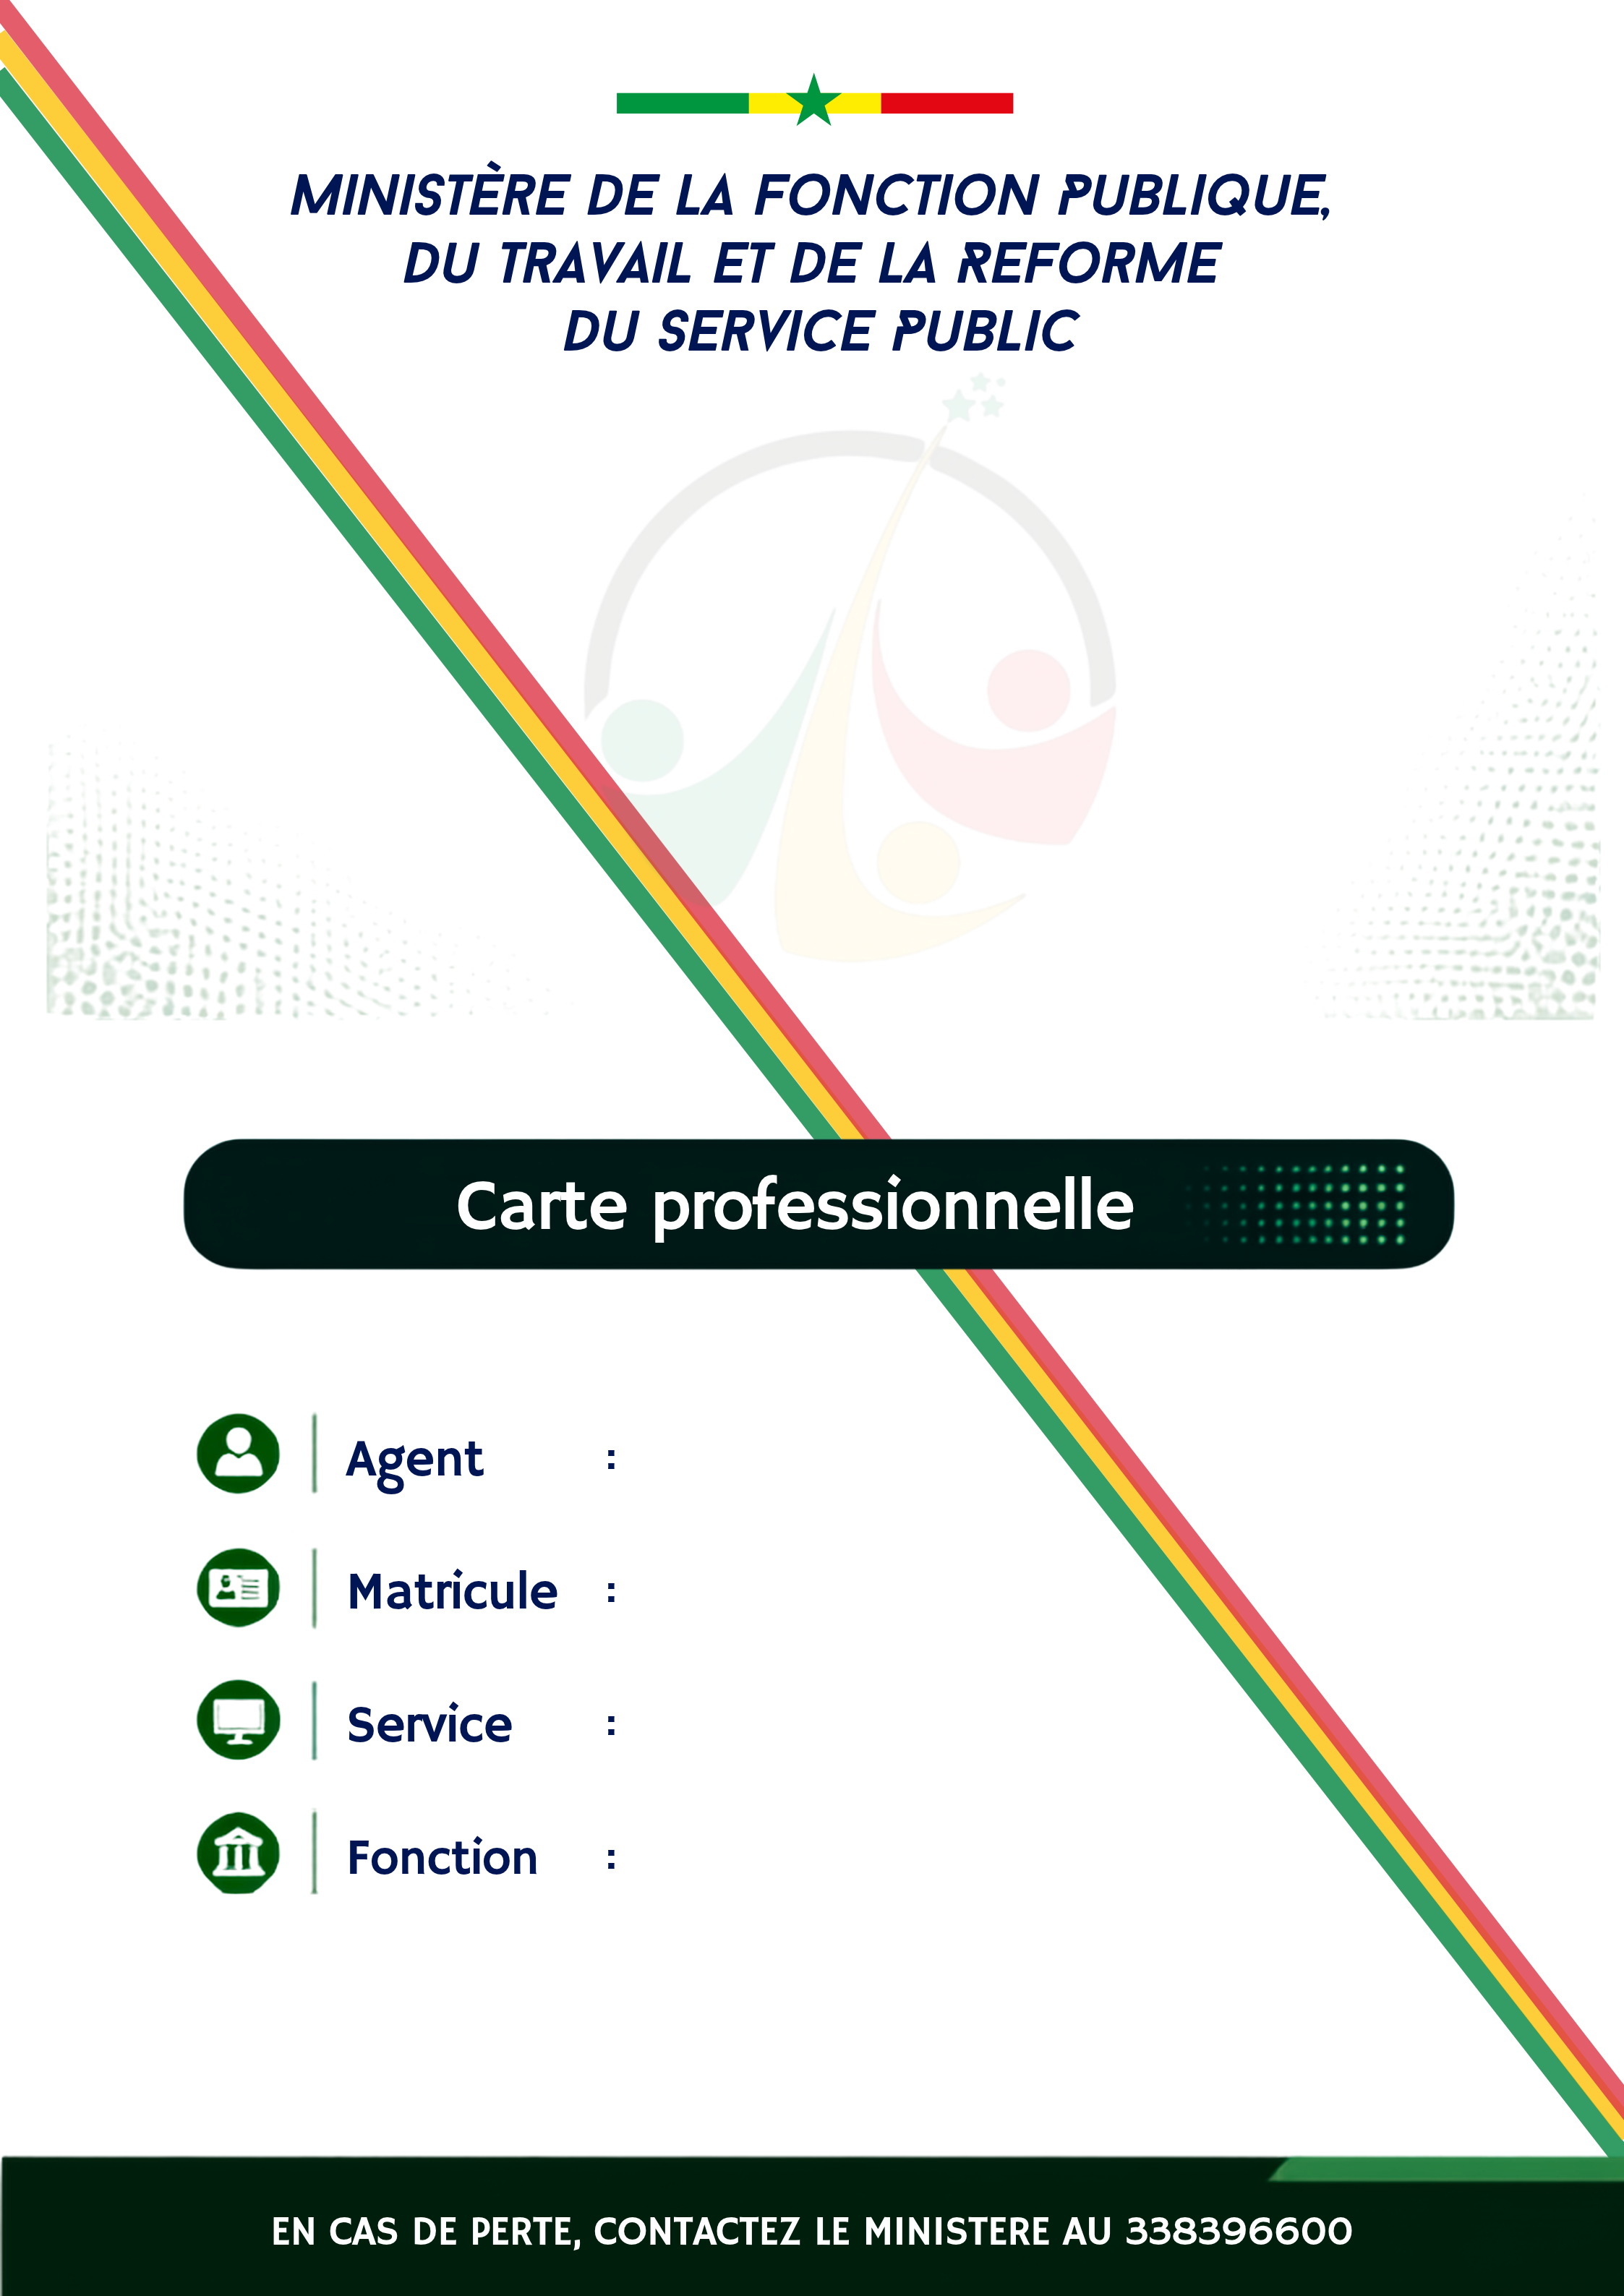 MINISTÈRE DE LA FONCTION PUBLIQUE,
DU TRAVAIL ET DE LA REFORME
DU SERVICE PUBLIC
Carte professionnelle
Agent :
Matricule :
Service :
Fonction :
EN CAS DE PERTE, CONTACTEZ LE MINISTERE AU 338396600